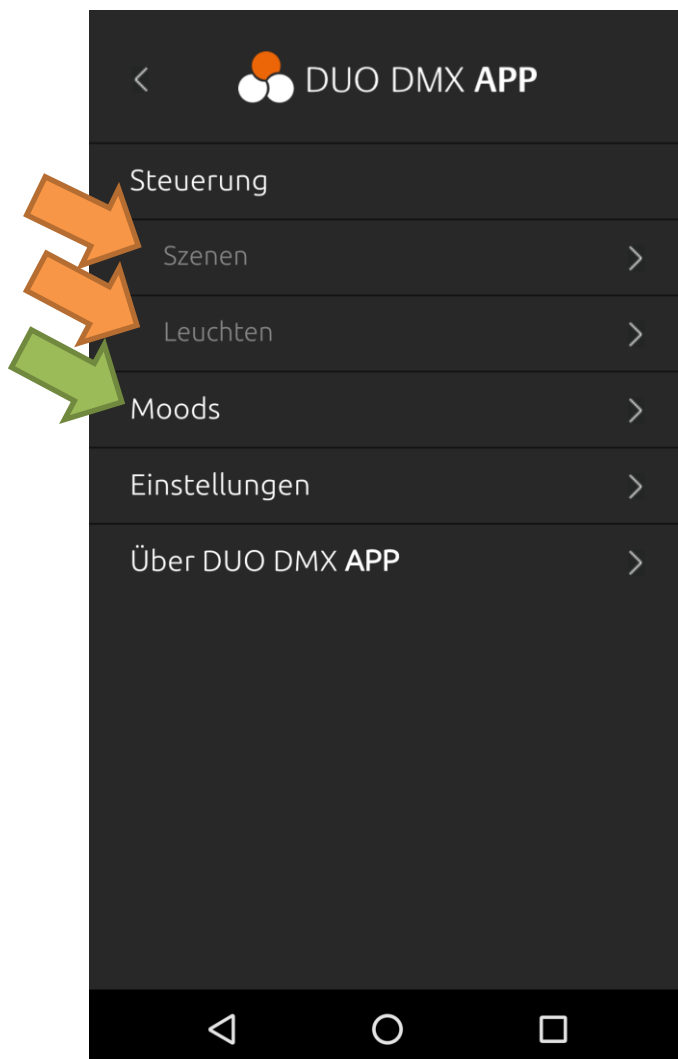 DUO DMX APP
Steuerung
Szenen
Leuchten
Moods
Einstellungen
Über DUO DMX APP